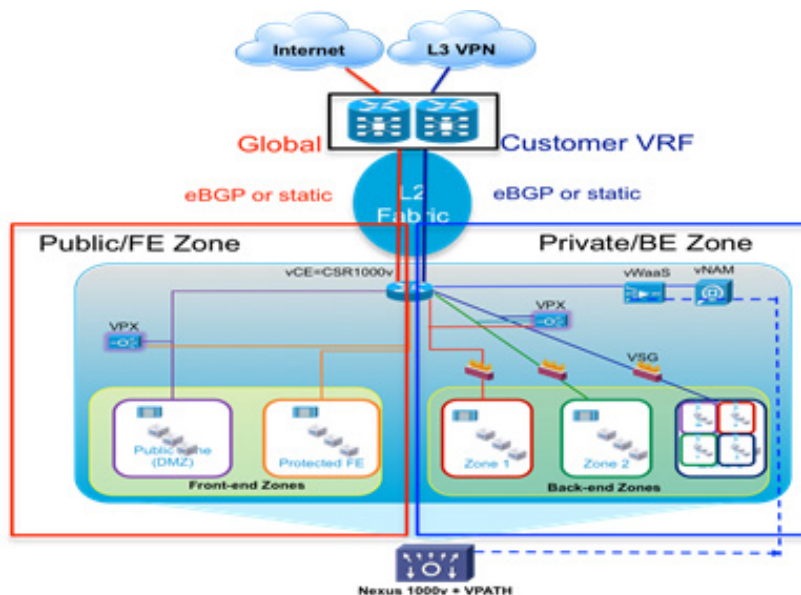 Internet
L3 VPN
Global
Customer VRF
eBGP or static
L2
Fabric
eBGP or static
Public/FE Zone
Private/BE Zone
vCE=CSR1000v
vWaaS
vNAM
VPX
VPX
VSG
Public Zone
(DMZ)
Protected FE
Zone 1
Zone 2
Front-end Zones
Back-end Zones
Nexus 1000v + VPATH